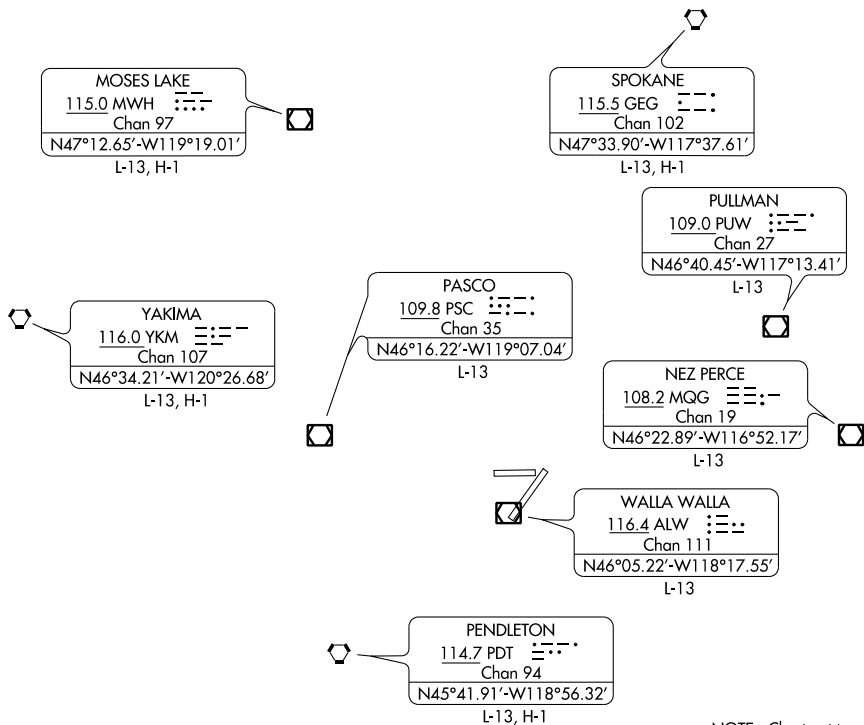 MOSES LAKE
115.0 MWH
Chan 97
N47°12.65′-W119°19.01′
L-13, H-1
SPOKANE
115.5 GEG
Chan 102
N47°33.90′-W117°37.61′
L-13, H-1
PULLMAN
109.0 PUW
Chan 27
N46°40.45′-W117°13.41′
L-13
YAKIMA
116.0 YKM
Chan 107
N46°34.21′-W120°26.68′
L-13, H-1
PASCO
109.8 PSC
Chan 35
N46°16.22′-W119°07.04′
L-13
NEZ PERCE
108.2 MQG
Chan 19
N46°22.89′-W116°52.17′
L-13
WALLA WALLA
116.4 ALW
Chan 111
N46°05.22′-W118°17.55′
L-13
PENDLETON
114.7 PDT
Chan 94
N45°41.91′-W118°56.32′
L-13, H-1